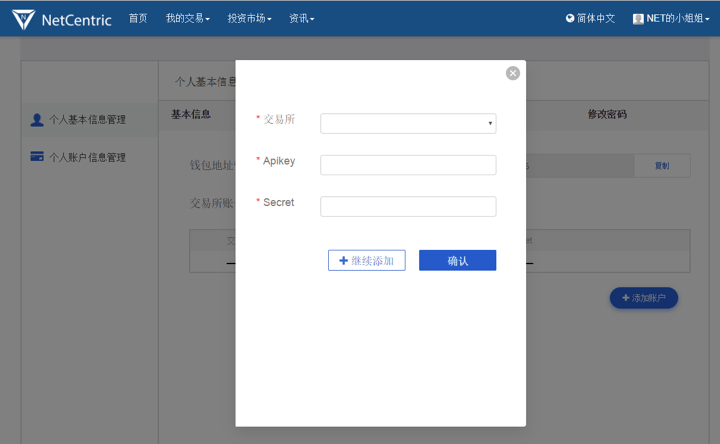 NetCentric 首页 我的交易 投资市场 资讯 简体中文 NET的小姐姐
个人基本信息
个人基本信息管理
基本信息 修改密码
个人账户信息管理
* 交易所
* Apikey
* Secret
钱包地址 复制
交易所账
+ 继续添加 确认
+ 添加账户